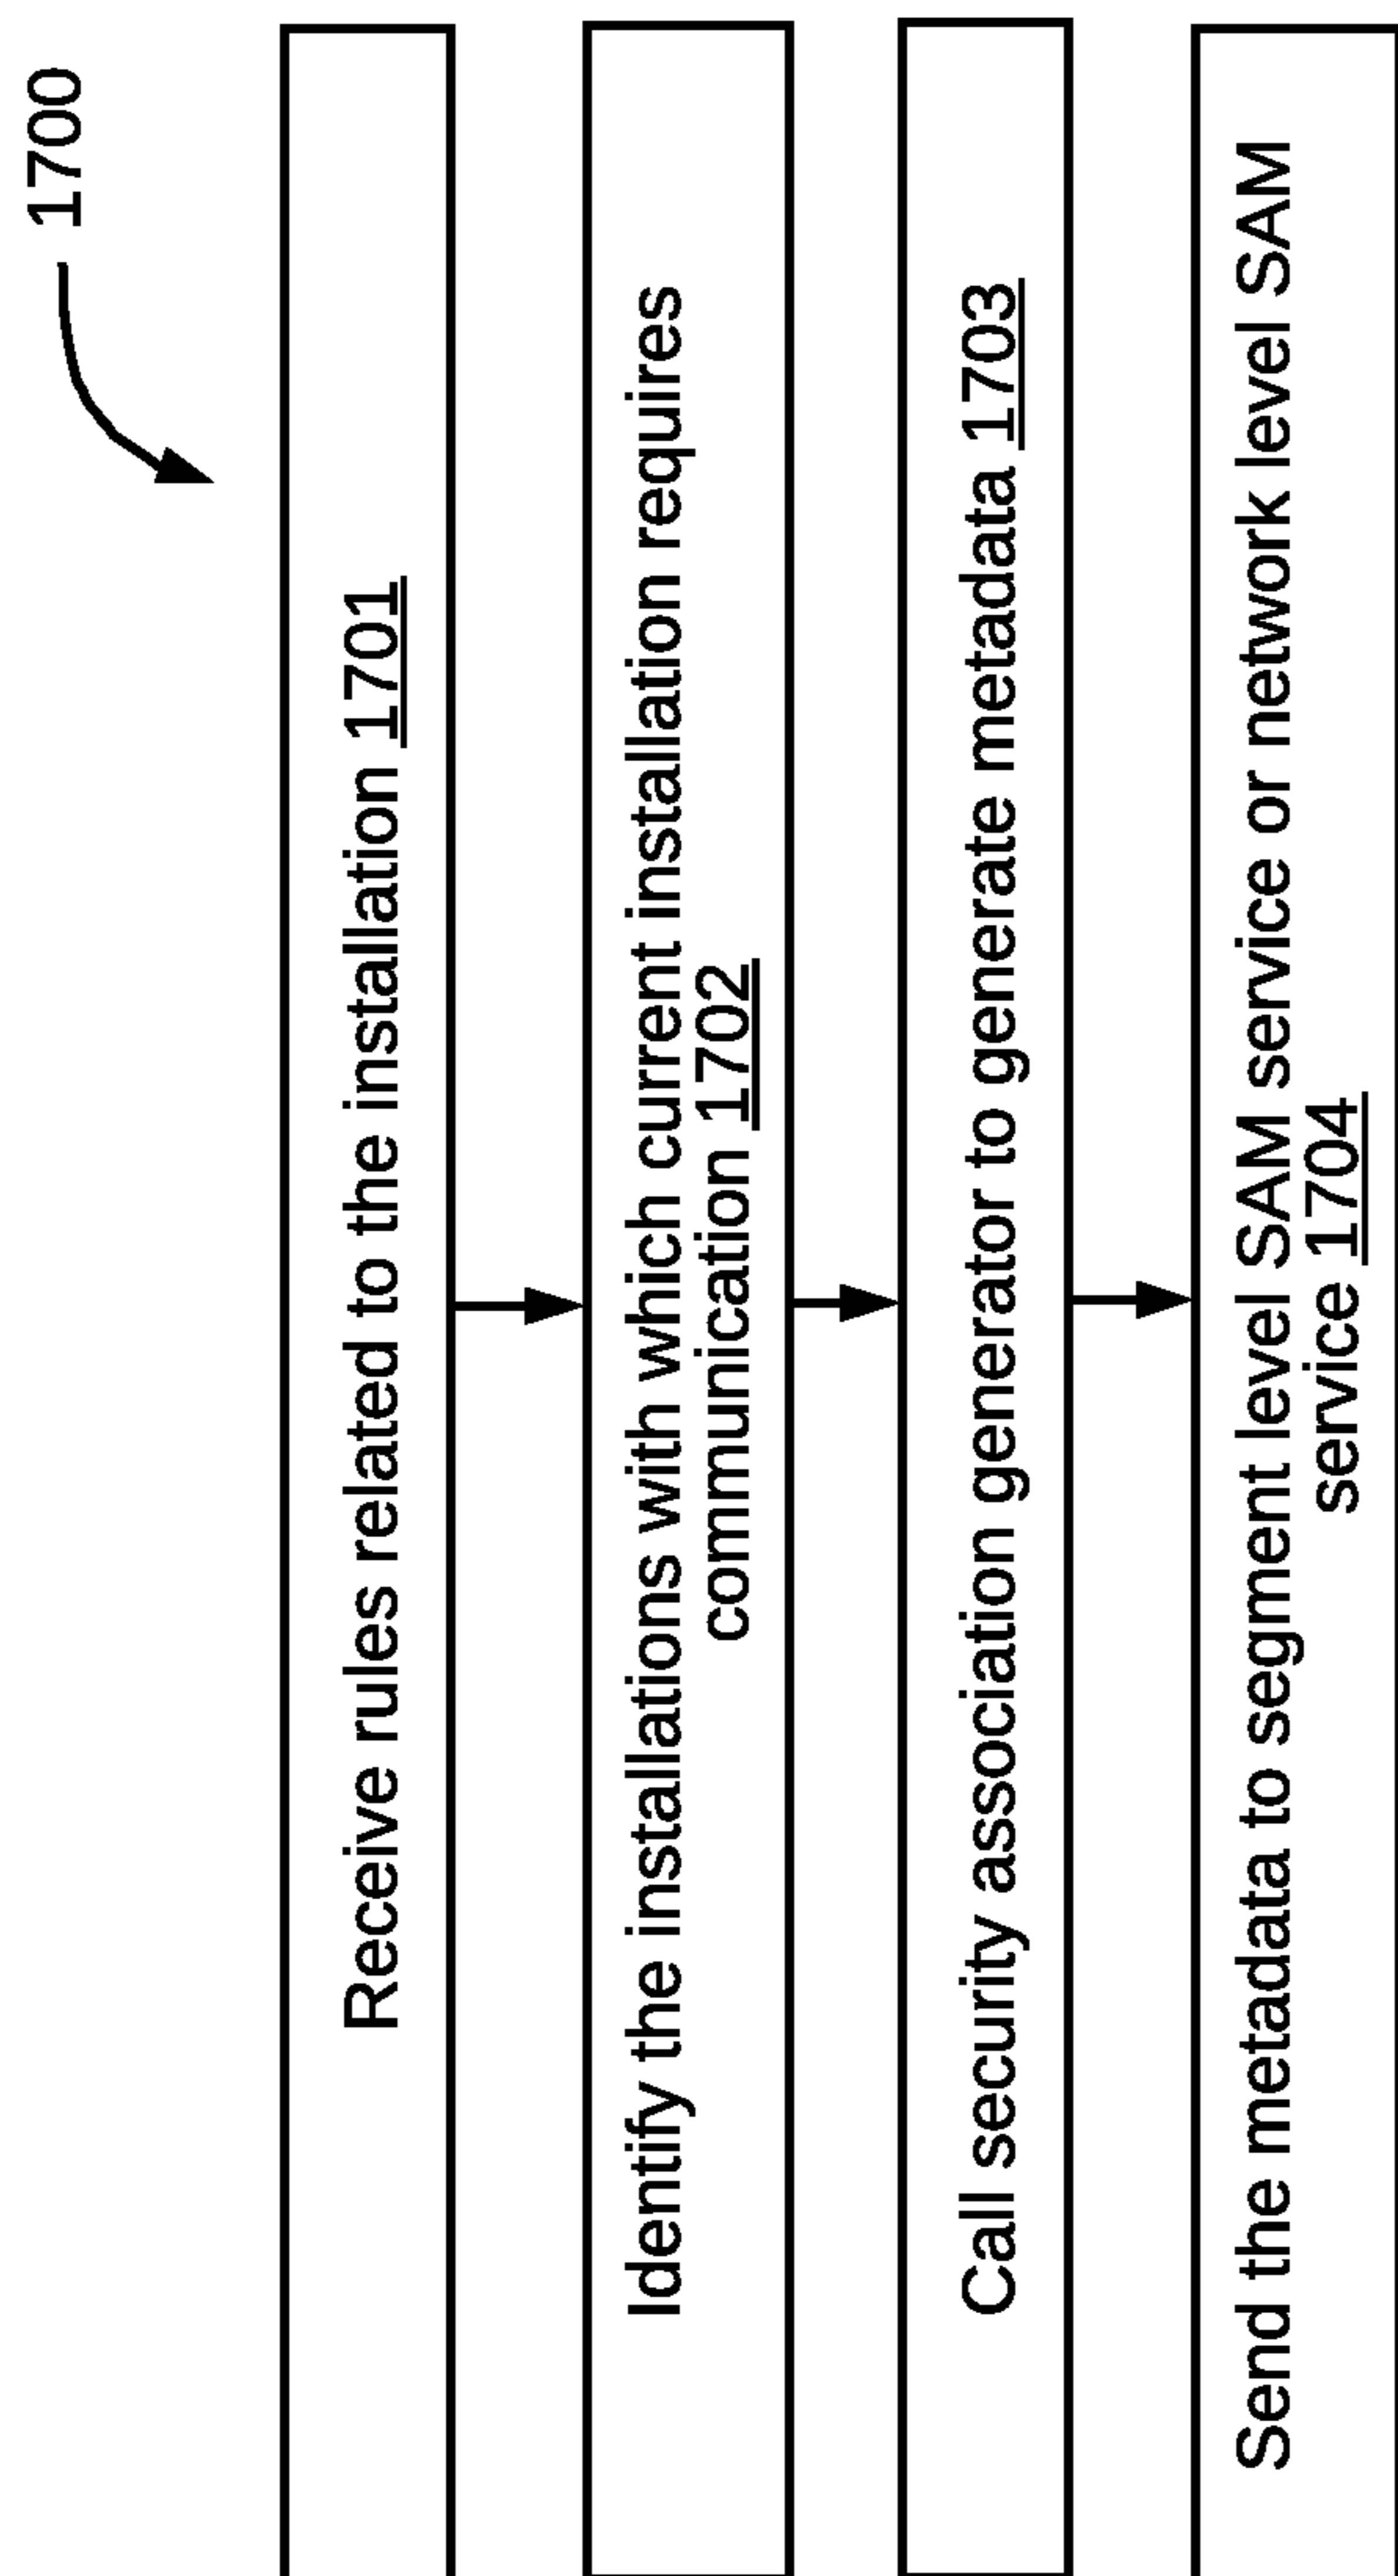 1700
Receive rules related to the installation 1701
Identify the installations with which current installation requires
communication 1702
Call security association generator to generate metadata 1703
Send the metadata to segment level SAM service or network level SAM
service 1704